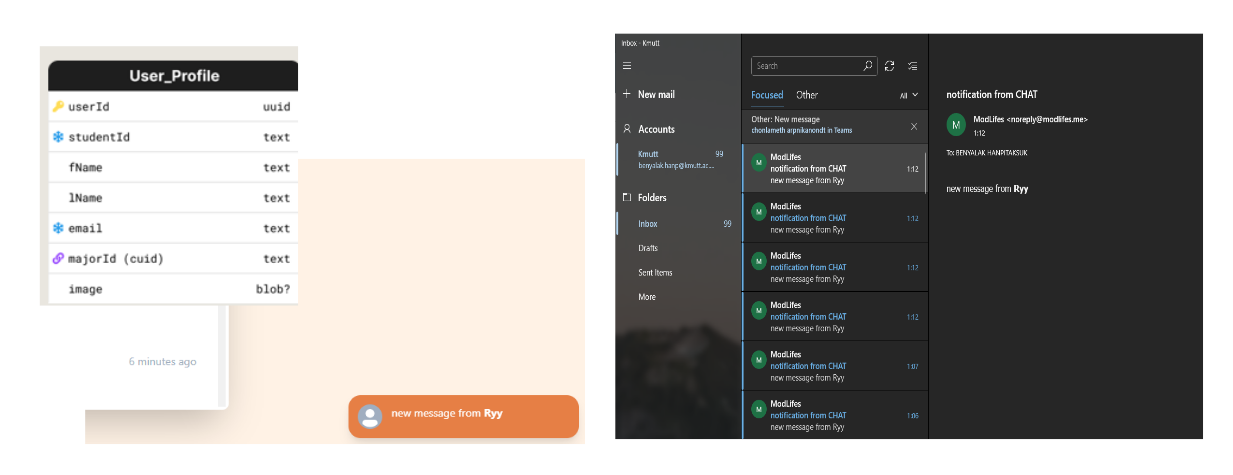 User_Profile
userId uuid
studentId text
fName text
lName text
email text
majorId (cuid) text
image blob?
6 minutes ago
new message from Ryy
Inbox - Kmutt
New mail
Accounts
Kmutt 99
benyalak.hanp@kmutt.ac....
Folders
Inbox 99
Drafts
Sent Items
More
Search
Focused Other All
Other: New message
chonlameth arpnikanondt in Teams
M ModLifes
notification from CHAT 1:12
new message from Ryy
M ModLifes
notification from CHAT 1:12
new message from Ryy
M ModLifes
notification from CHAT 1:12
new message from Ryy
M ModLifes
notification from CHAT 1:12
new message from Ryy
M ModLifes
notification from CHAT 1:07
new message from Ryy
M ModLifes
notification from CHAT 1:06
new message from Ryy
notification from CHAT
M ModLifes <noreply@modlifes.me>
1:12
To: BENYALAK HANPITAKSUK
new message from Ryy